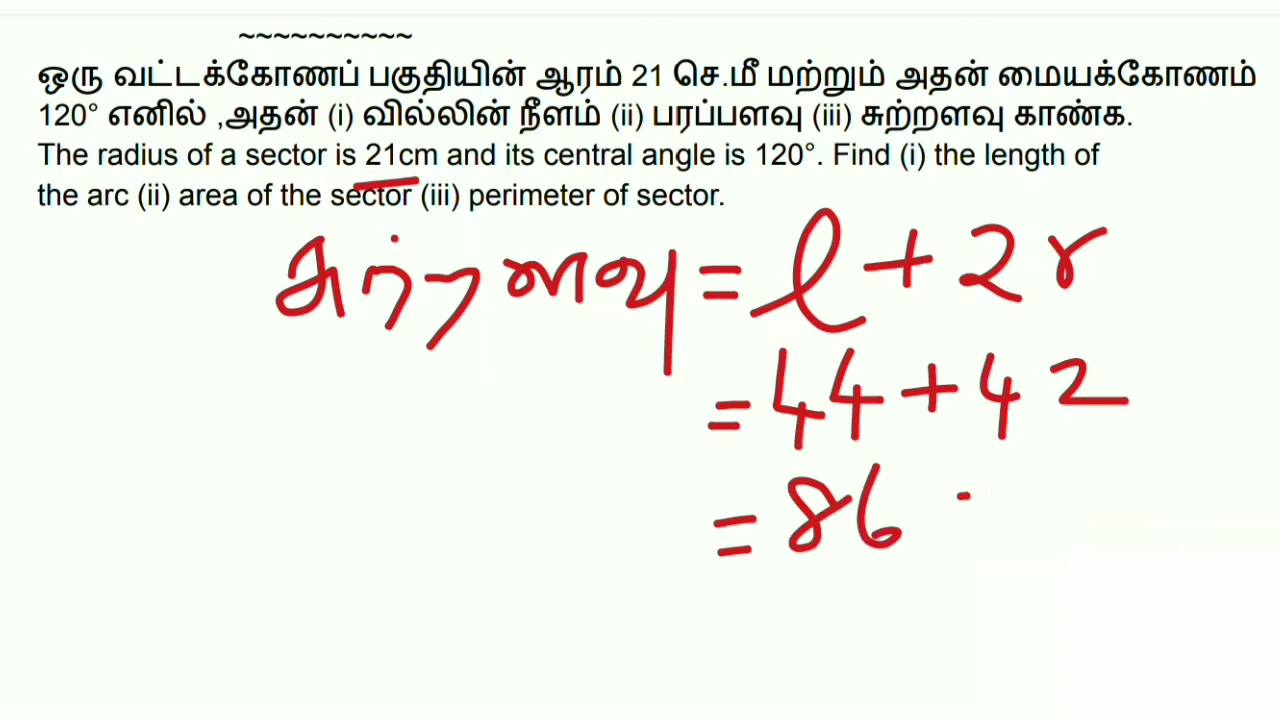 ~~~~~~~~~~
ஒரு வட்டக்கோணப் பகுதியின் ஆரம் 21 செ.மீ மற்றும் அதன் மையக்கோணம்
120° எனில் ,அதன் (i) வில்லின் நீளம் (ii) பரப்பளவு (iii) சுற்றளவு காண்க.
The radius of a sector is 21cm and its central angle is 120°. Find (i) the length of
the arc (ii) area of the sector (iii) perimeter of sector.
சுற்றளவு = l + 2r
= 44 + 42
= 86